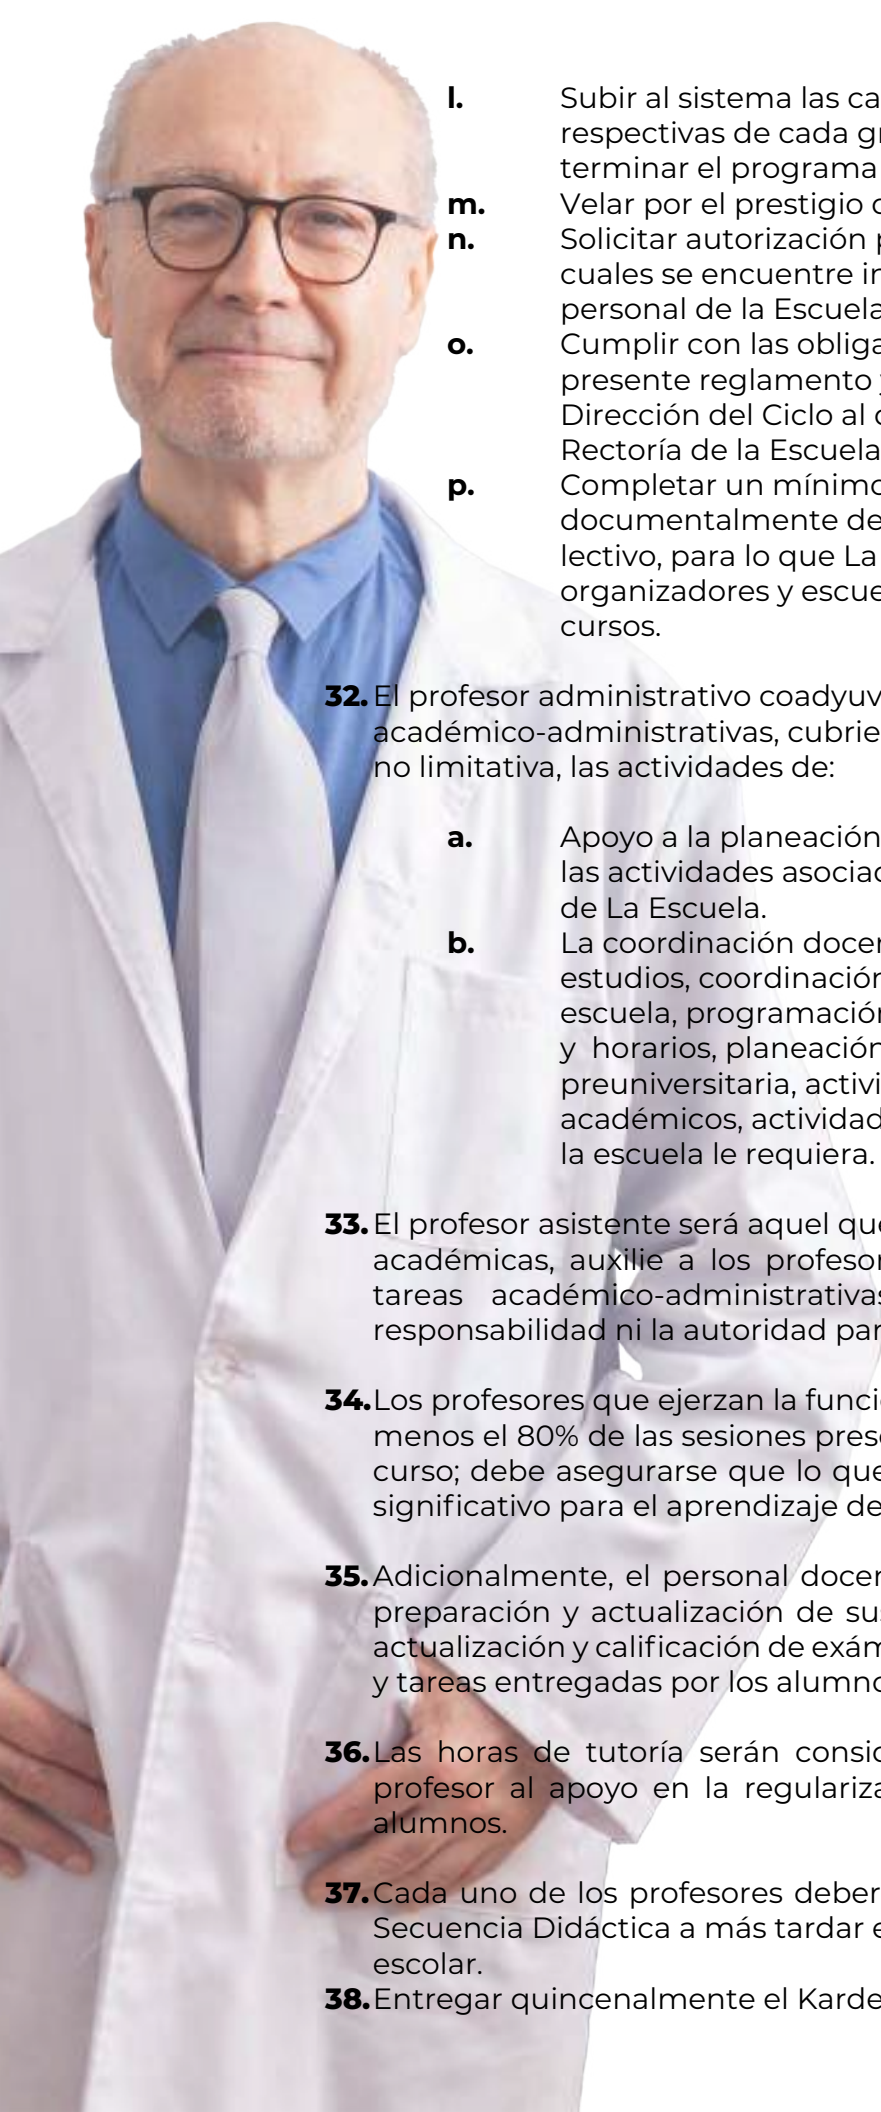 l. Subir al sistema las ca
respectivas de cada gr
terminar el programa
m. Velar por el prestigio
n. Solicitar autorización
cuales se encuentre
personal de la Escuela
o. Cumplir con las obliga
presente reglamento
Dirección del Ciclo al
Rectoría de la Escuela
p. Completar un mínimo
documentalmente de
lectivo, para lo que La
organizadores y escue
cursos.
32. El profesor administrativo coadyuv
académico-administrativas, cubrie
no limitativa, las actividades de:
a. Apoyo a la planeación
las actividades asociad
de La Escuela.
b. La coordinación docen
estudios, coordinación
escuela, programación
y horarios, planeación
preuniversitaria, activi
académicos, actividad
la escuela le requiera.
33. El profesor asistente será aquel que
académicas, auxilie a los profesor
tareas académico-administrativas
responsabilidad ni la autoridad par
34. Los profesores que ejerzan la funci
menos el 80% de las sesiones prese
curso; debe asegurarse que lo que
significativo para el aprendizaje de
35. Adicionalmente, el personal docen
preparación y actualización de sus
actualización y calificación de exám
y tareas entregadas por los alumno
36. Las horas de tutoría serán consid
profesor al apoyo en la regulariza
alumnos.
37. Cada uno de los profesores deber
Secuencia Didáctica a más tardar e
escolar.
38. Entregar quincenalmente el Karde